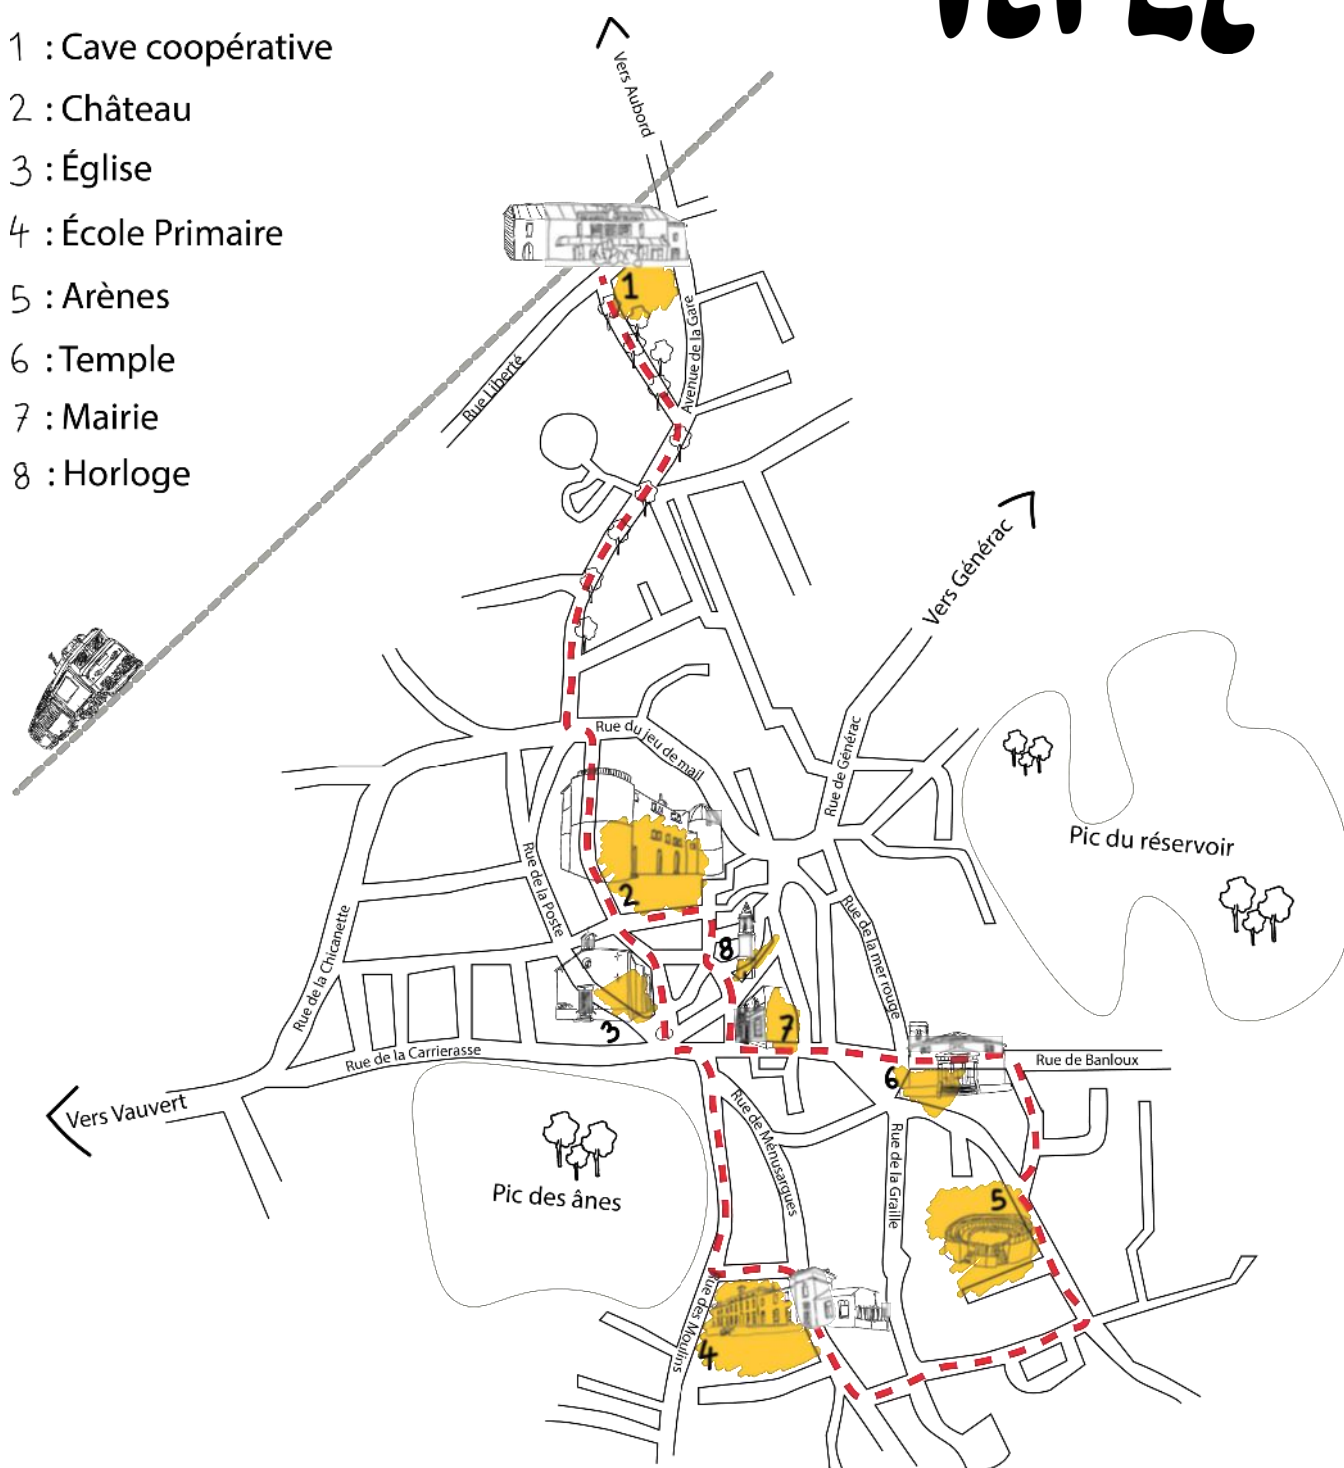 1 : Cave coopérative
2 : Château
3 : Église
4 : École Primaire
5 : Arènes
6 : Temple
7 : Mairie
8 : Horloge
Vers Aubord
1
Avenue de la Gare
Rue Liberté
Vers Générac
Rue du jeu de mail
Rue de Générac
Pic du réservoir
2
Rue de la Poste
Rue de la Chicanette
8
Rue de la mer rouge
3
7
Rue de la Carrierasse
Rue de Banloux
6
Vers Vauvert
Rue de Ménusarques
Rue de la Graille
Pic des ânes
5
Rue des Moulins
4